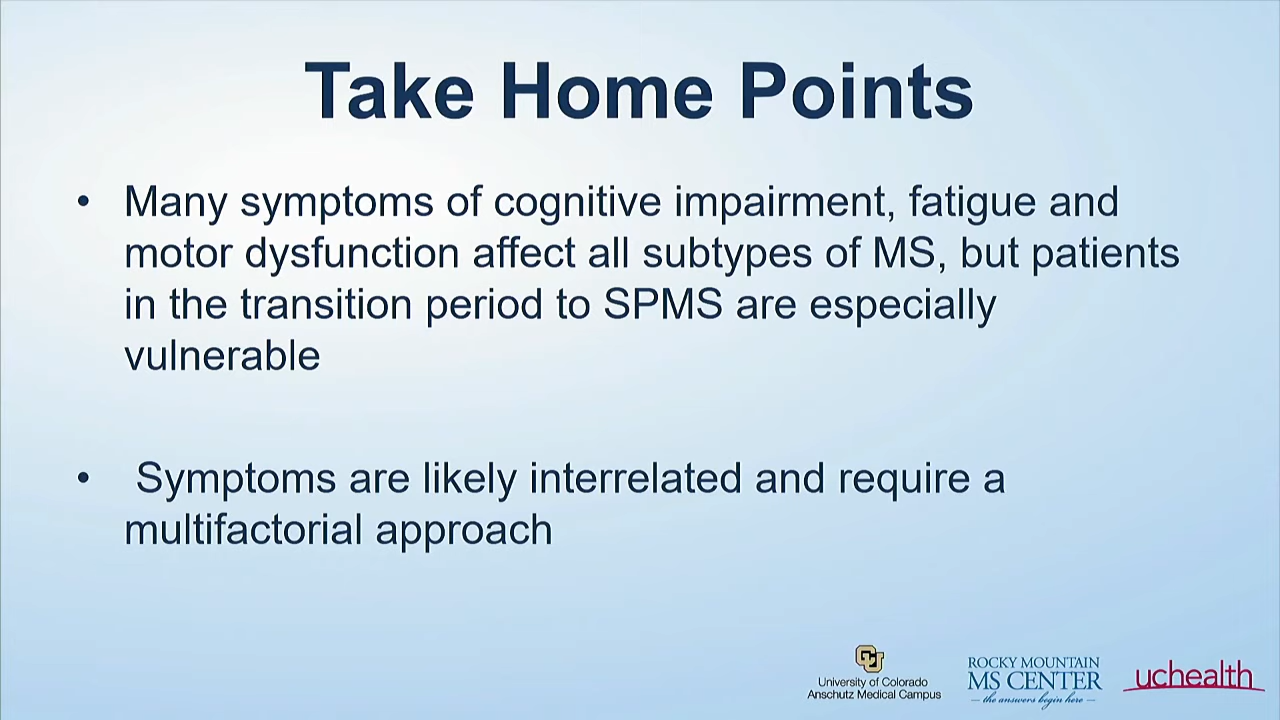 Take Home Points
• Many symptoms of cognitive impairment, fatigue and
motor dysfunction affect all subtypes of MS, but patients
in the transition period to SPMS are especially
vulnerable
• Symptoms are likely interrelated and require a
multifactorial approach
CU
University of Colorado
Anschutz Medical Campus
ROCKY MOUNTAIN
MS CENTER
— the answers begin here —
uchealth